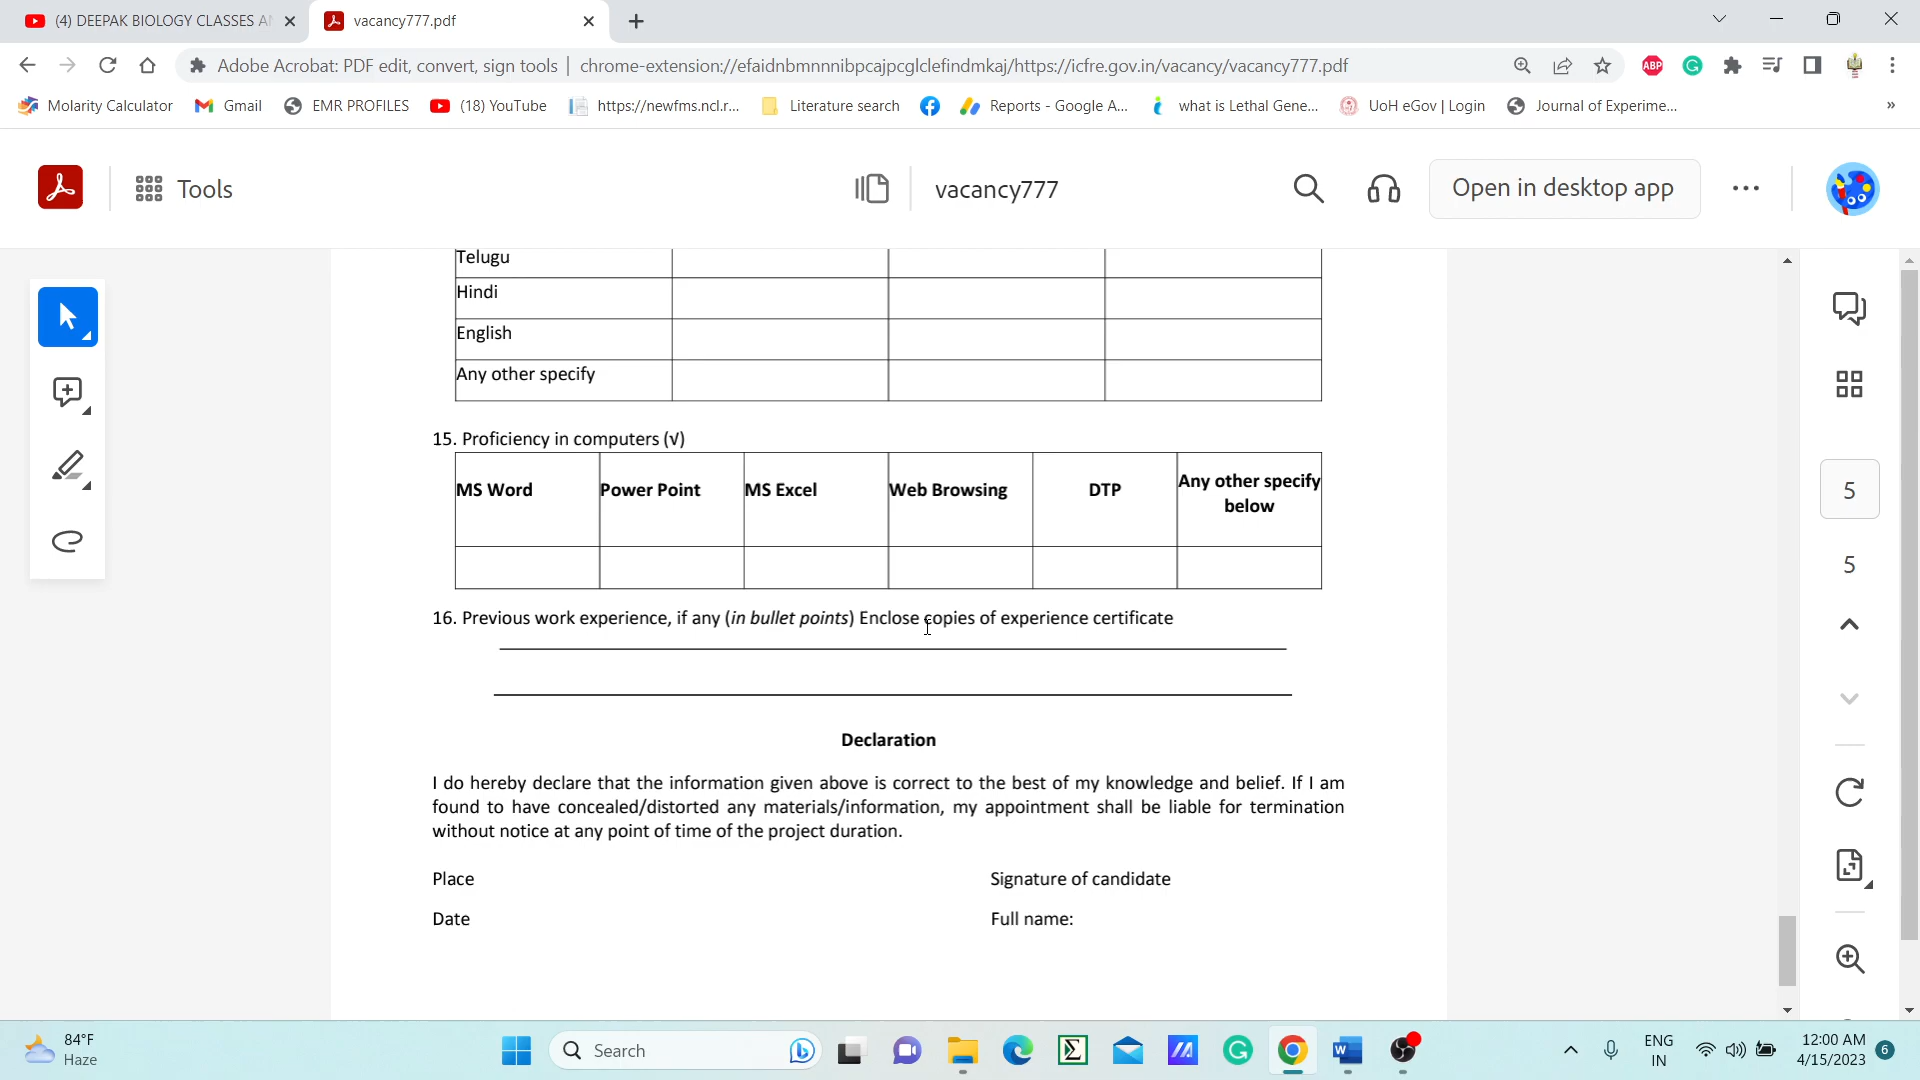 (4) DEEPAK BIOLOGY CLASSES A
vacancy777.pdf
Adobe Acrobat: PDF edit, convert, sign tools | chrome-extension://efaidnbmnnnibpcajpcglclefindmkaj/https://icfre.gov.in/vacancy/vacancy777.pdf
ABP
Molarity Calculator
Gmail
EMR PROFILES
(18) YouTube
https://newfms.ncl.r...
Literature search
Reports - Google A...
what is Lethal Gene...
UoH eGov | Login
Journal of Experime...
»
Tools
vacancy777
Open in desktop app
Telugu
Hindi
English
Any other specify
15. Proficiency in computers (√)
MS Word Power Point MS Excel Web Browsing DTP Any other specify
below
16. Previous work experience, if any (in bullet points) Enclose copies of experience certificate
Declaration
I do hereby declare that the information given above is correct to the best of my knowledge and belief. If I am
found to have concealed/distorted any materials/information, my appointment shall be liable for termination
without notice at any point of time of the project duration.
Place Signature of candidate
Date Full name:
5
5
84°F
Haze
Search
ENG
IN
12:00 AM
4/15/2023
6